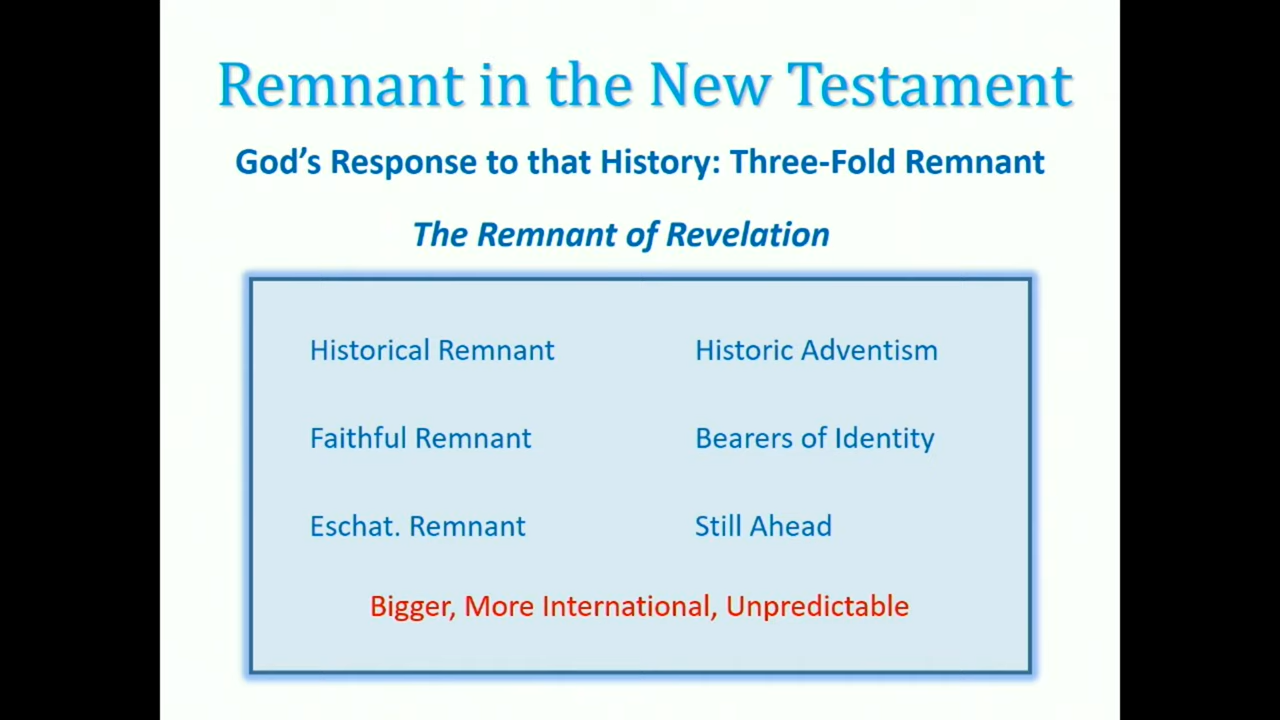 Remnant in the New Testament
God's Response to that History: Three-Fold Remnant
The Remnant of Revelation
Historical Remnant Historic Adventism
Faithful Remnant Bearers of Identity
Eschat. Remnant Still Ahead
Bigger, More International, Unpredictable